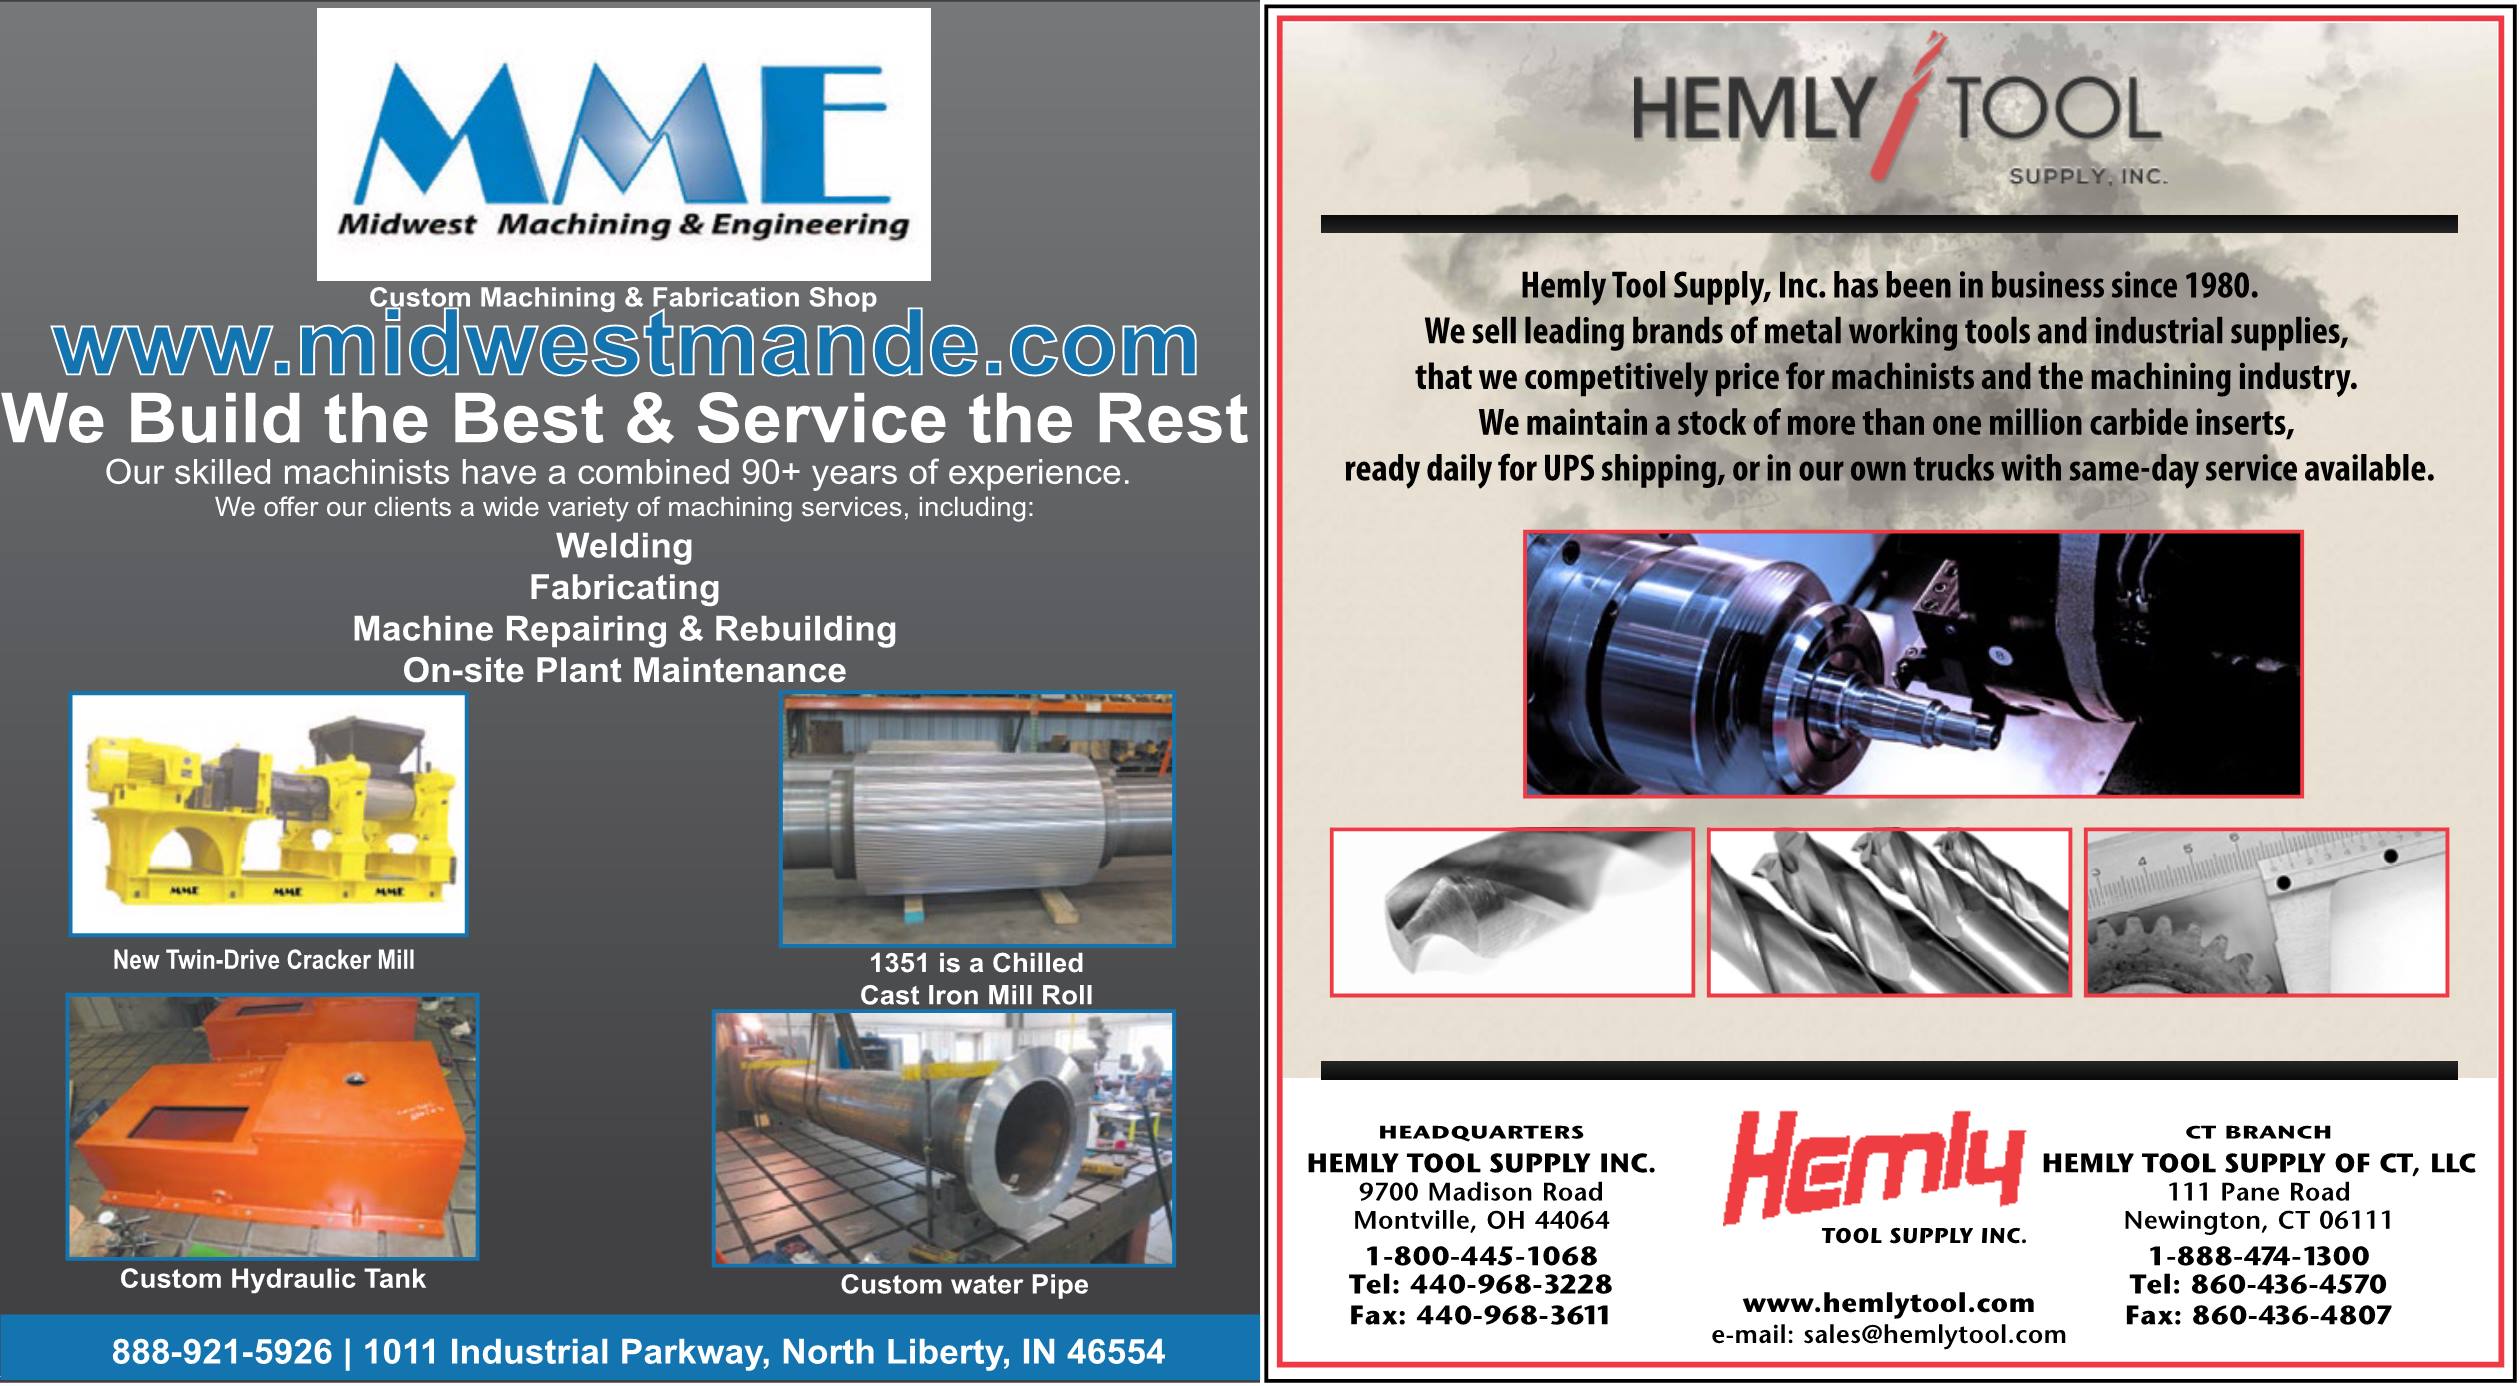 MME
Midwest Machining & Engineering
Custom Machining & Fabrication Shop
www.midwestmande.com
We Build the Best & Service the Rest
Our skilled machinists have a combined 90+ years of experience.
We offer our clients a wide variety of machining services, including:
Welding
Fabricating
Machine Repairing & Rebuilding
On-site Plant Maintenance
MME MME MME
New Twin-Drive Cracker Mill
1351 is a Chilled
Cast Iron Mill Roll
Custom Hydraulic Tank
Custom water Pipe
888-921-5926 | 1011 Industrial Parkway, North Liberty, IN 46554
HEMLY TOOL
SUPPLY, INC.
Hemly Tool Supply, Inc. has been in business since 1980.
We sell leading brands of metal working tools and industrial supplies,
that we competitively price for machinists and the machining industry.
We maintain a stock of more than one million carbide inserts,
ready daily for UPS shipping, or in our own trucks with same-day service available.
8
3 4 5 6
HEADQUARTERS
HEMLY TOOL SUPPLY INC.
9700 Madison Road
Montville, OH 44064
1-800-445-1068
Tel: 440-968-3228
Fax: 440-968-3611
Hemly
TOOL SUPPLY INC.
www.hemlytool.com
e-mail: sales@hemlytool.com
CT BRANCH
HEMLY TOOL SUPPLY OF CT, LLC
111 Pane Road
Newington, CT 06111
1-888-474-1300
Tel: 860-436-4570
Fax: 860-436-4807